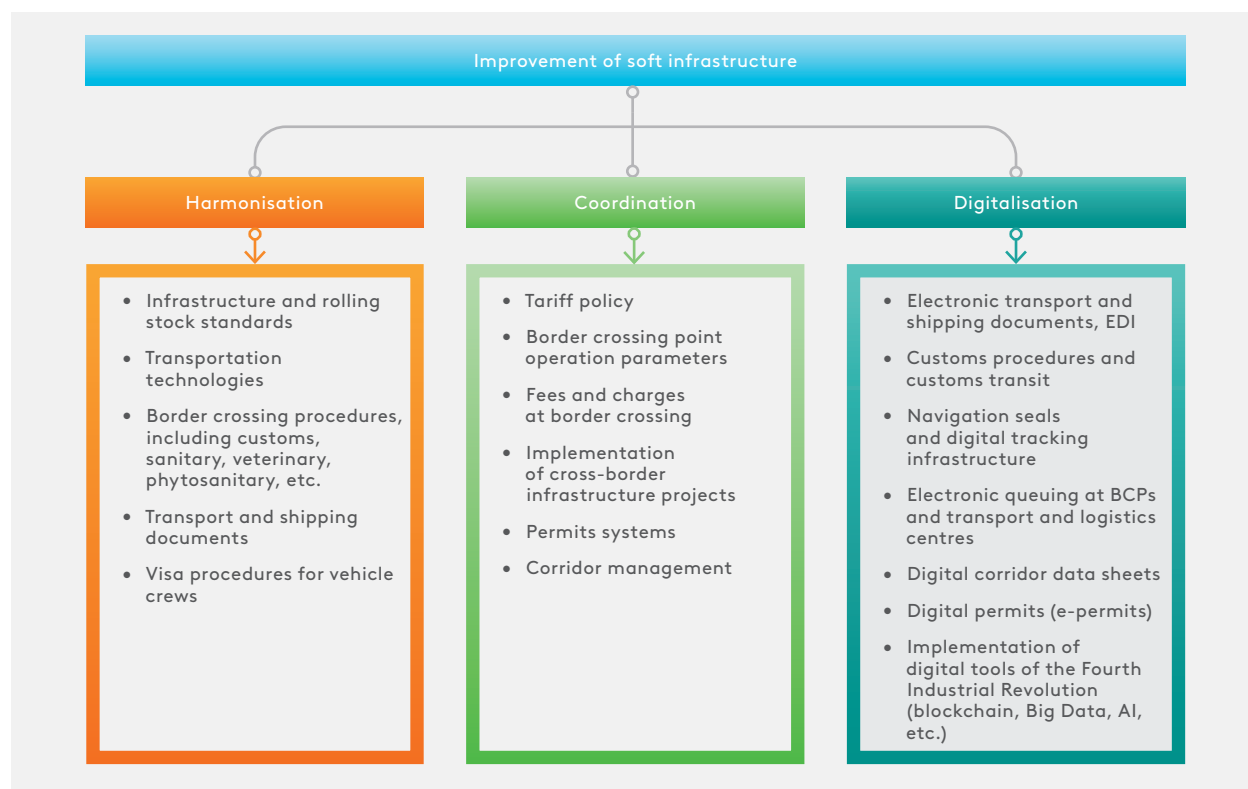 Improvement of soft infrastructure
Harmonisation
• Infrastructure and rolling
stock standards
• Transportation
technologies
• Border crossing procedures,
including customs,
sanitary, veterinary,
phytosanitary, etc.
• Transport and shipping
documents
• Visa procedures for vehicle
crews
Coordination
• Tariff policy
• Border crossing point
operation parameters
• Fees and charges
at border crossing
• Implementation
of cross-border
infrastructure projects
• Permits systems
• Corridor management
Digitalisation
• Electronic transport and
shipping documents, EDI
• Customs procedures and
customs transit
• Navigation seals
and digital tracking
infrastructure
• Electronic queuing at BCPs
and transport and logistics
centres
• Digital corridor data sheets
• Digital permits (e-permits)
• Implementation of
digital tools of the Fourth
Industrial Revolution
(blockchain, Big Data, AI,
etc.)